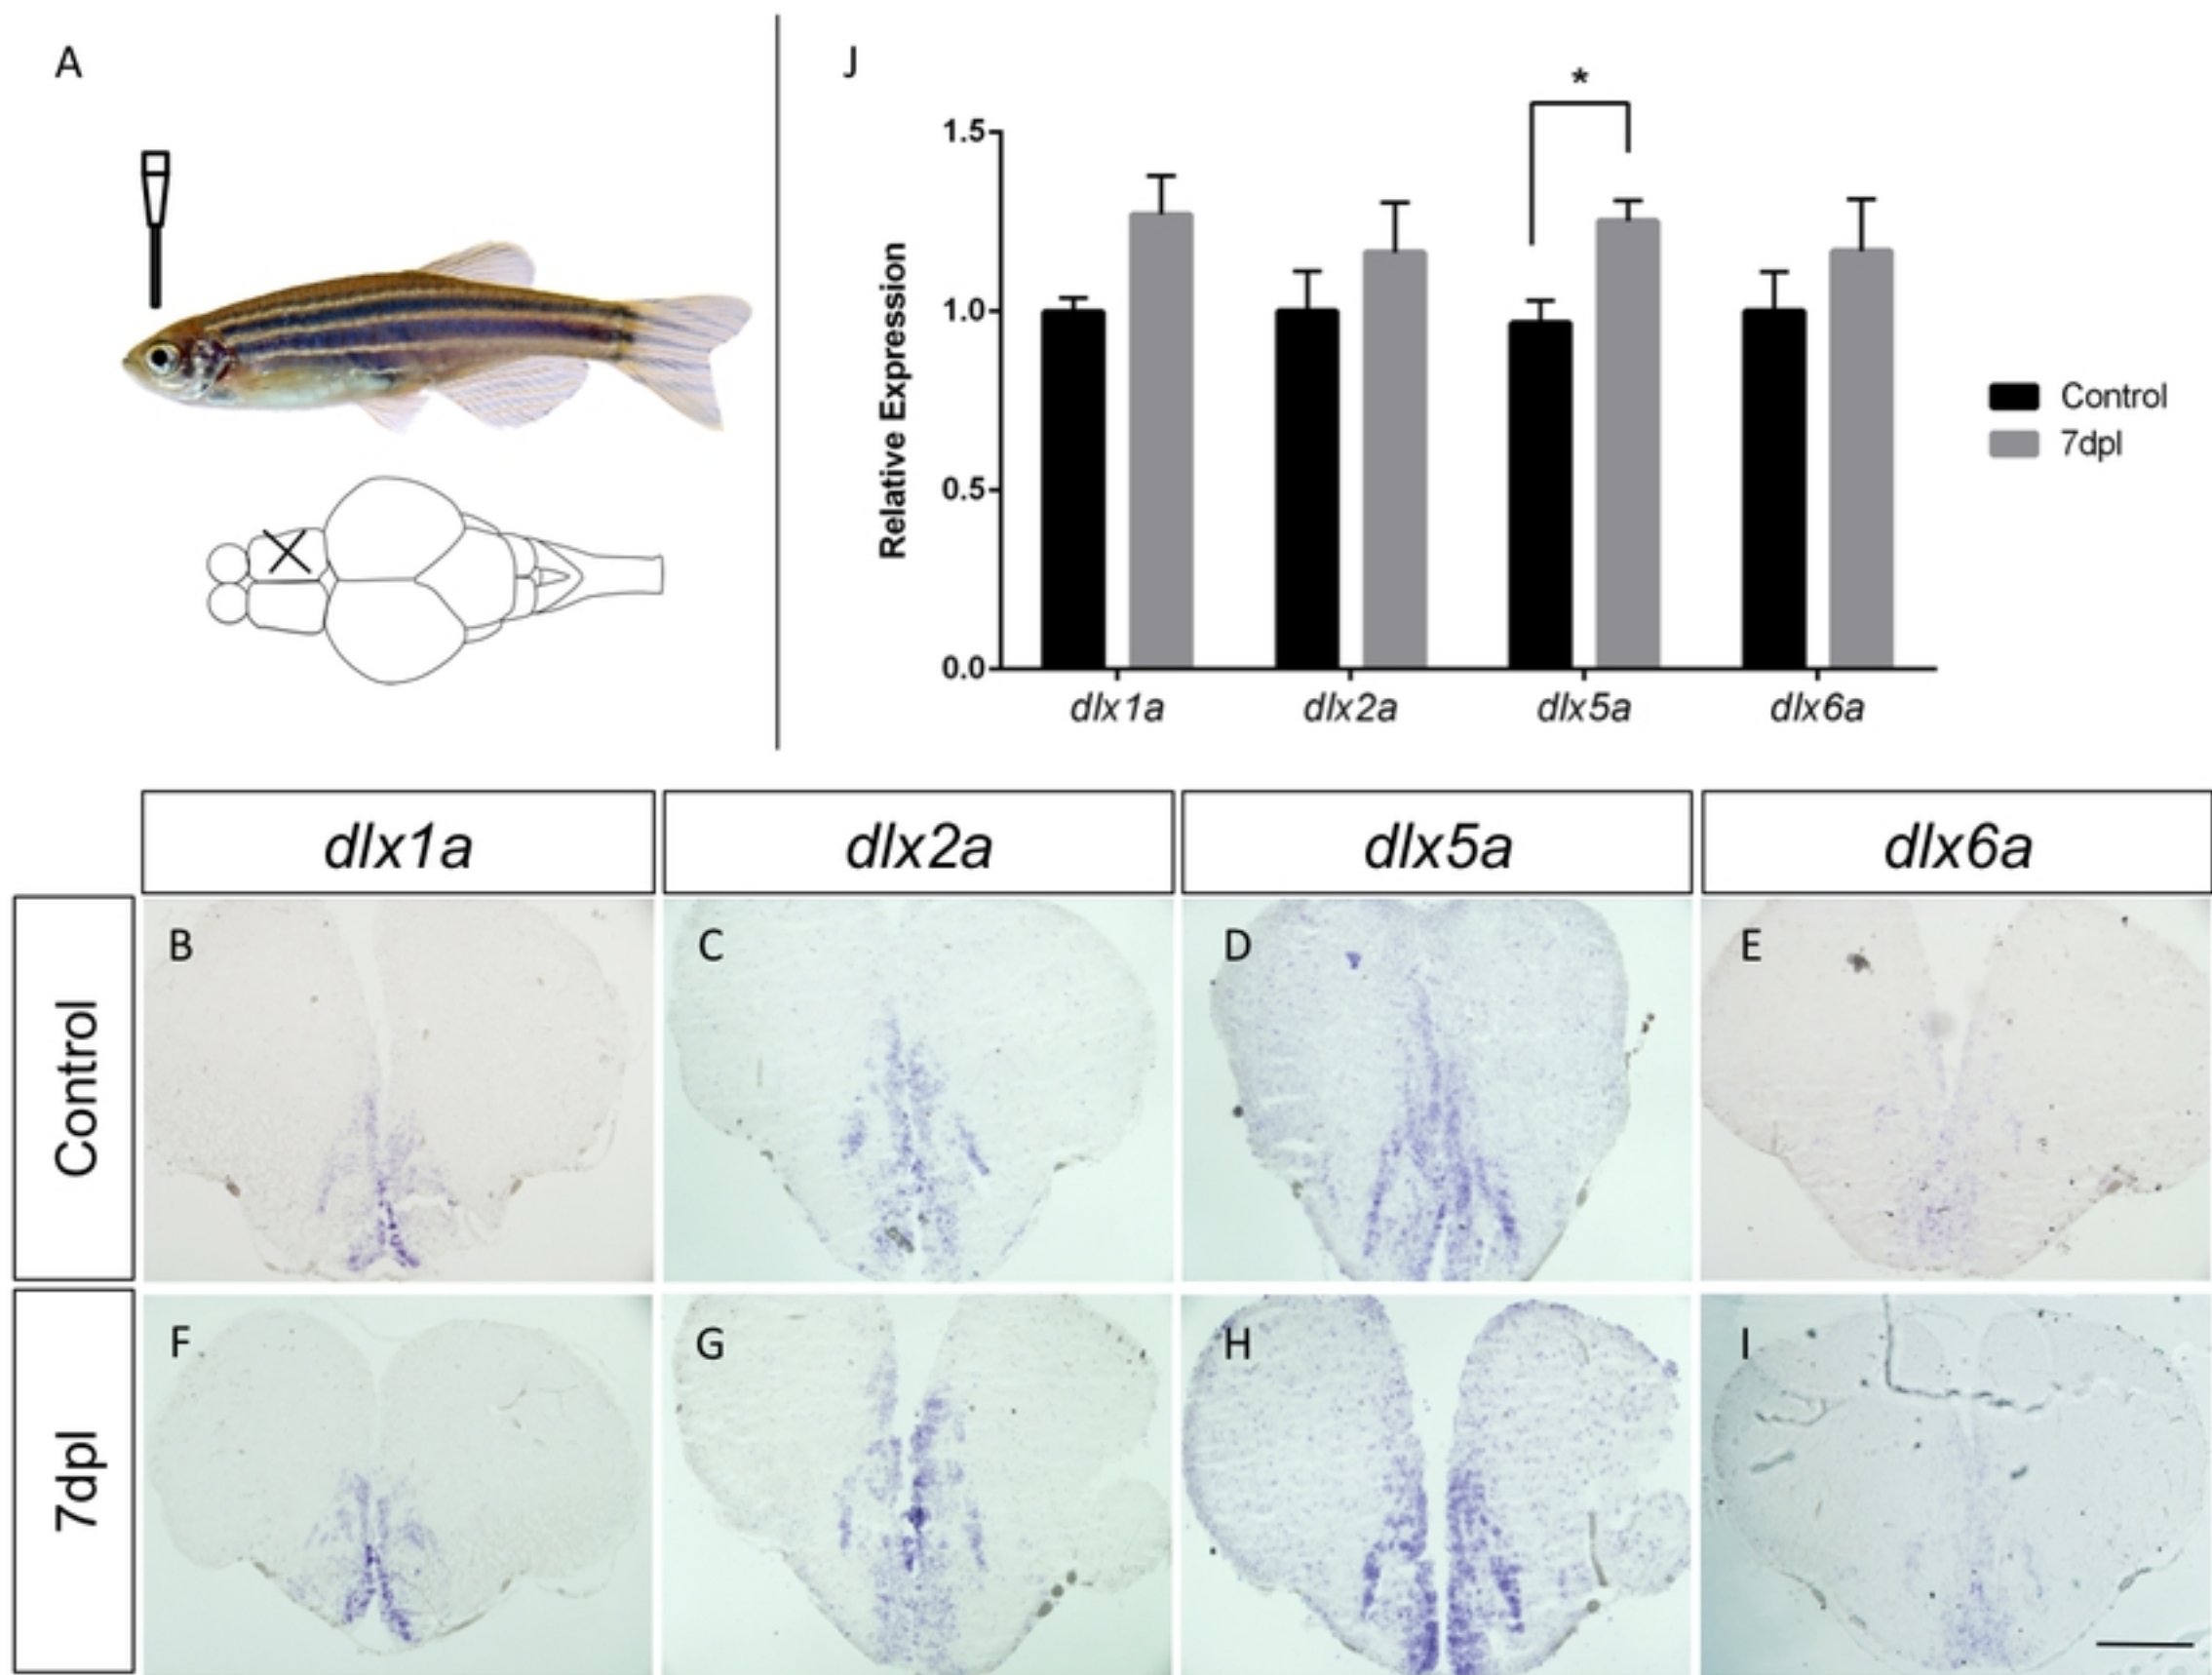 A
J
*
1.5
1.0
0.5
0.0
Relative Expression
dlx1a
dlx2a
dlx5a
dlx6a
Control
7dpl
dlx1a
dlx2a
dlx5a
dlx6a
Control
B
C
D
E
7dpl
F
G
H
I